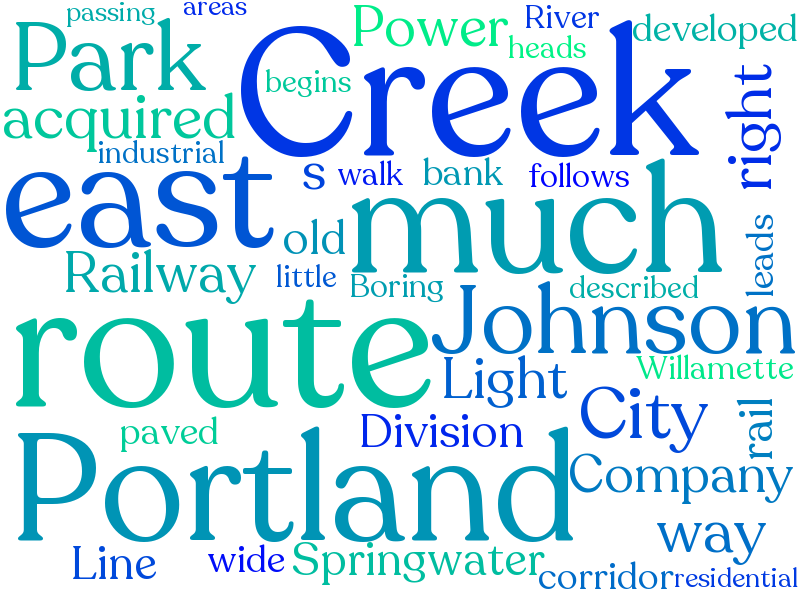 passing
areas
River
Power
developed
Park
Creek
heads
begins
acquired
right
industrial
east
s
walk
bank
follows
much
old
leads
Railway
little
Boring
described
route
Johnson
Light
Willamette
City
rail
paved
Division
Portland
Company
way
Line
wide
Springwater
corridor
residential